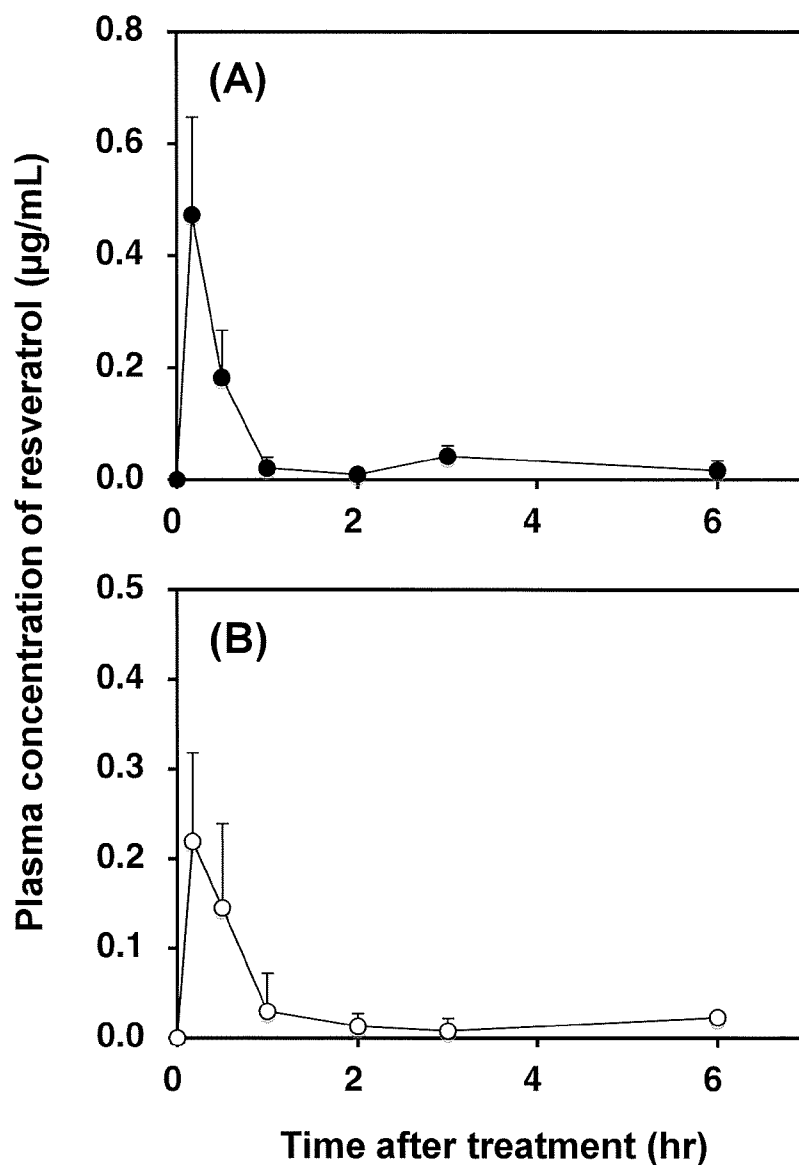 Plasma concentration of resveratrol (µg/mL)
(A)
0.8
0.6
0.4
0.2
0.0
0 2 4 6
(B)
0.5
0.4
0.3
0.2
0.1
0.0
0 2 4 6
Time after treatment (hr)